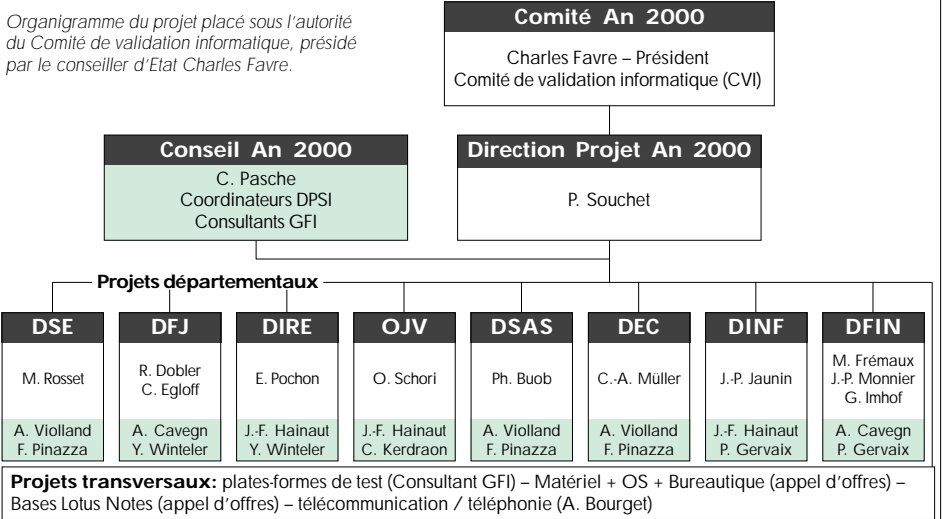 Organigramme du projet placé sous l'autorité
du Comité de validation informatique, présidé
par le conseiller d'Etat Charles Favre.
Comité An 2000
Charles Favre – Président
Comité de validation informatique (CVI)
Conseil An 2000
C. Pasche
Coordinateurs DPSI
Consultants GFI
Direction Projet An 2000
P. Souchet
Projets départementaux
DSE
M. Rosset
A. Violland
F. Pinazza
DFJ
R. Dobler
C. Egloff
A. Cavegn
Y. Winteler
DIRE
E. Pochon
J.-F. Hainaut
Y. Winteler
OJV
O. Schori
J.-F. Hainaut
C. Kerdraon
DSAS
Ph. Buob
A. Violland
F. Pinazza
DEC
C.-A. Müller
A. Violland
F. Pinazza
DINF
J.-P. Jaunin
J.-F. Hainaut
P. Gervaix
DFIN
M. Frémaux
J.-P. Monnier
G. Imhof
A. Cavegn
P. Gervaix
Projets transversaux: plates-formes de test (Consultant GFI) – Matériel + OS + Bureautique (appel d'offres) –
Bases Lotus Notes (appel d'offres) – télécommunication / téléphonie (A. Bourget)